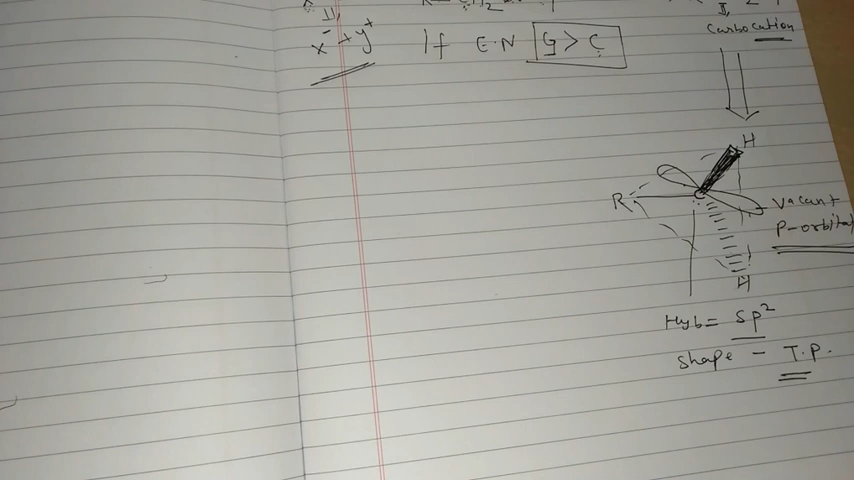 Carbocation
X⁻ + y⁺ If E.N G > C
H
R
Vacant
P-orbital
H
Hyb = sp²
Shape - T.P.